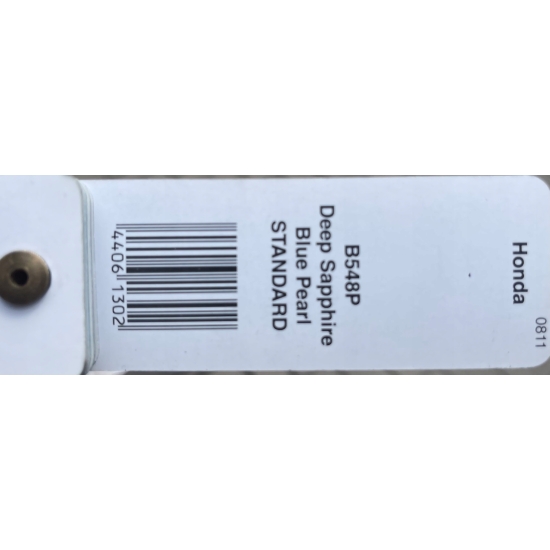 0811
Honda
B548P
Deep Sapphire
Blue Pearl
STANDARD
4406 1302